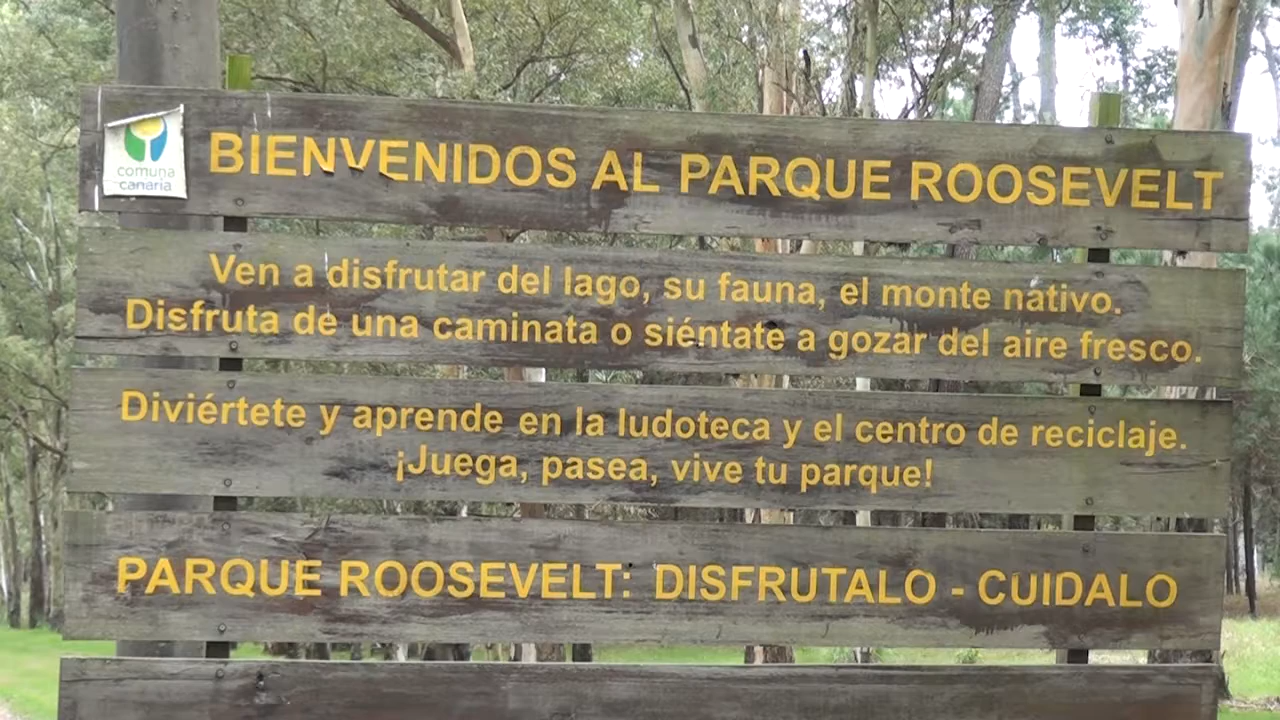 comuna
canaria
BIENVENIDOS AL PARQUE ROOSEVELT
Ven a disfrutar del lago, su fauna, el monte nativo.
Disfruta de una caminata o siéntate a gozar del aire fresco.
Diviértete y aprende en la ludoteca y el centro de reciclaje.
¡Juega, pasea, vive tu parque!
PARQUE ROOSEVELT: DISFRUTALO - CUIDALO